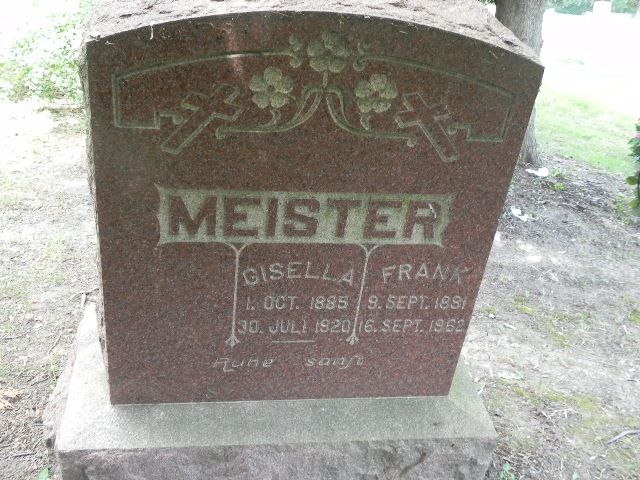 MEISTER
GISELLA FRANK
1. OCT. 1885 9. SEPT. 1881
30. JULI 1920 16. SEPT. 1962
Ruhe sanft